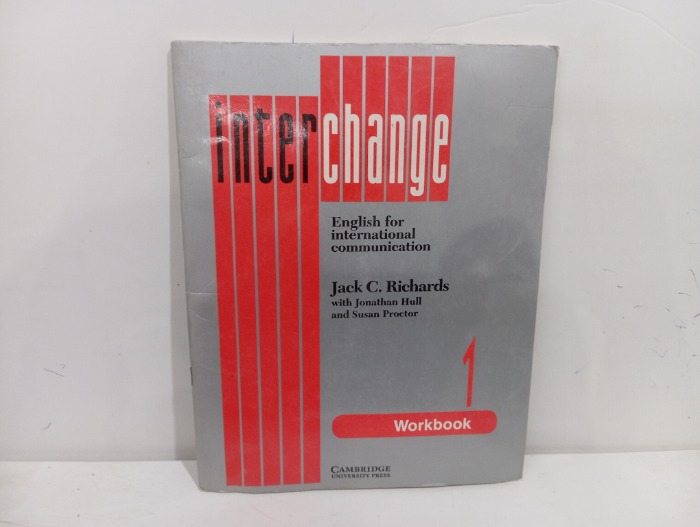 interchange
English for
international
communication
Jack C. Richards
with Jonathan Hull
and Susan Proctor
1
Workbook
CAMBRIDGE
UNIVERSITY PRESS